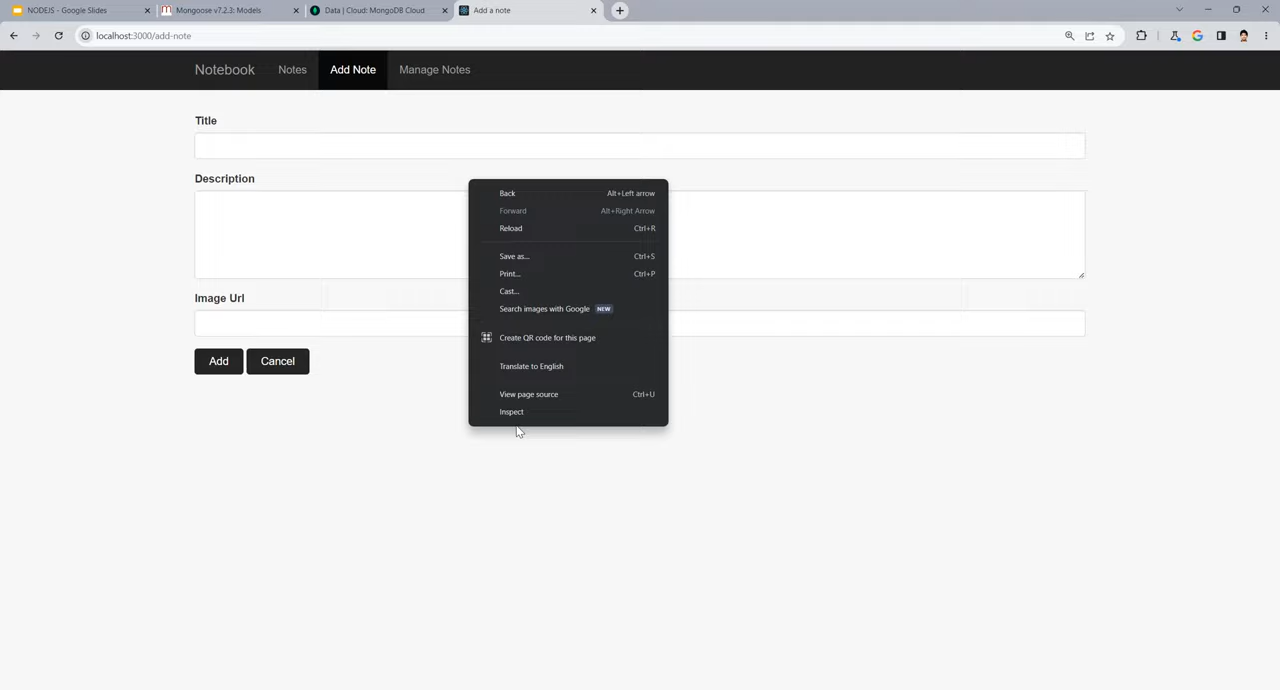 NODEJS - Google Slides
Mongoose v7.2.3: Models
Data | Cloud: MongoDB Cloud
Add a note
localhost:3000/add-note
Notebook Notes Add Note Manage Notes
Title
Description
Back Alt+Left arrow
Forward Alt+Right Arrow
Reload Ctrl+R
Save as... Ctrl+S
Print... Ctrl+P
Cast...
Search images with Google NEW
Create QR code for this page
Translate to English
View page source Ctrl+U
Inspect
Image Url
Add Cancel